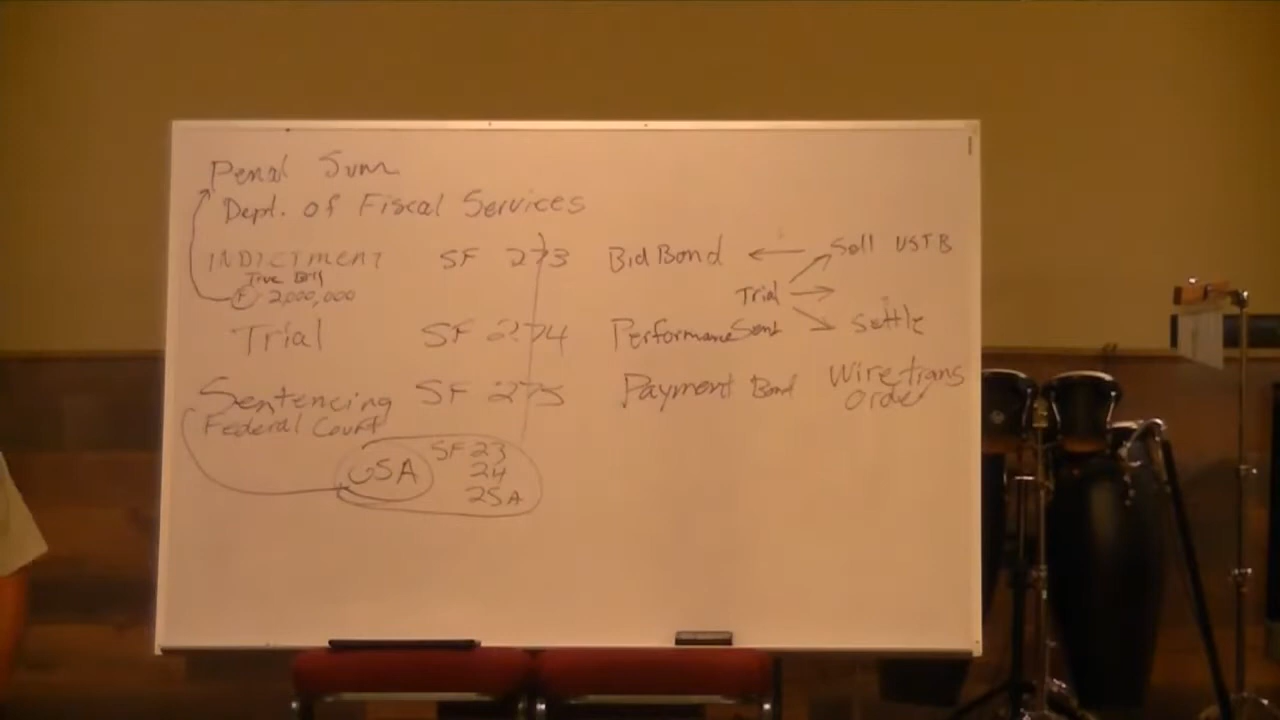 Penal Sum
Dept. of Fiscal Services
INDICTMENT SF 273 Bid Bond Sell USTB
True Bill
2,000,000 Trial
Trial SF 274 Performance Settle
Sentencing SF 275 Payment Bond Wire trans
Order
Federal Court
GSA SF 23
24
25A